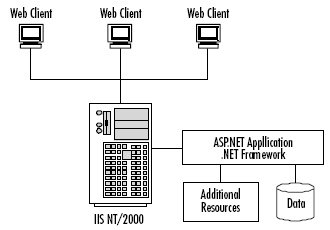 Web Client
Web Client
Web Client
ASP.NET Appllication
.NET Framework
Additional
Resources
Data
IIS NT/2000